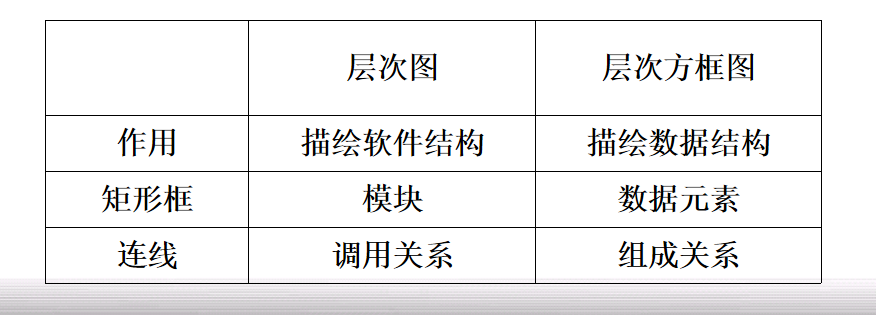 层次图 层次方框图
作用 描绘软件结构 描绘数据结构
矩形框 模块 数据元素
连线 调用关系 组成关系